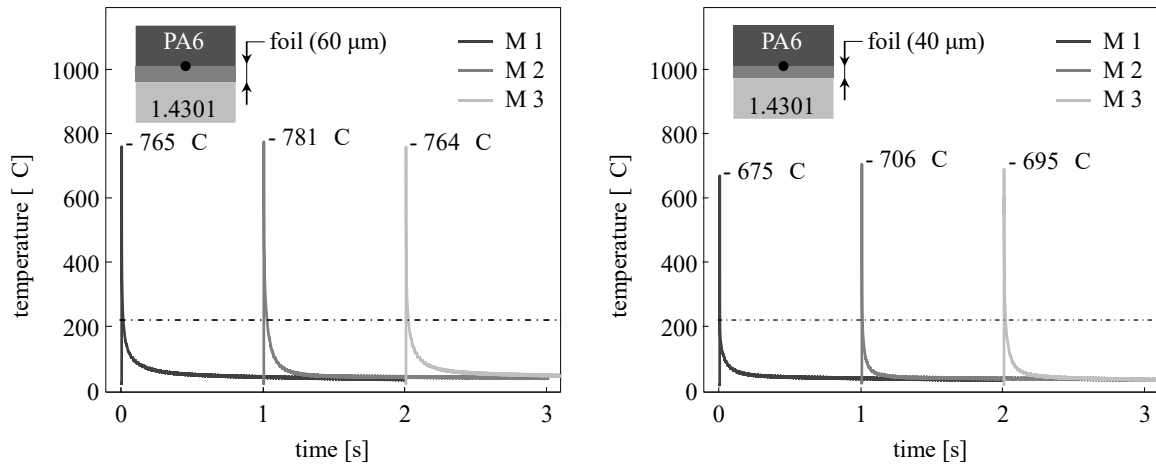 PA6
foil (60 μm)
1.4301
M 1
M 2
M 3
1000
800
600
400
200
0
temperature [ C]
- 765 C
- 781 C
- 764 C
0 1 2 3
time [s]
PA6
foil (40 μm)
1.4301
M 1
M 2
M 3
1000
800
600
400
200
0
temperature [ C]
- 675 C
- 706 C
- 695 C
0 1 2 3
time [s]